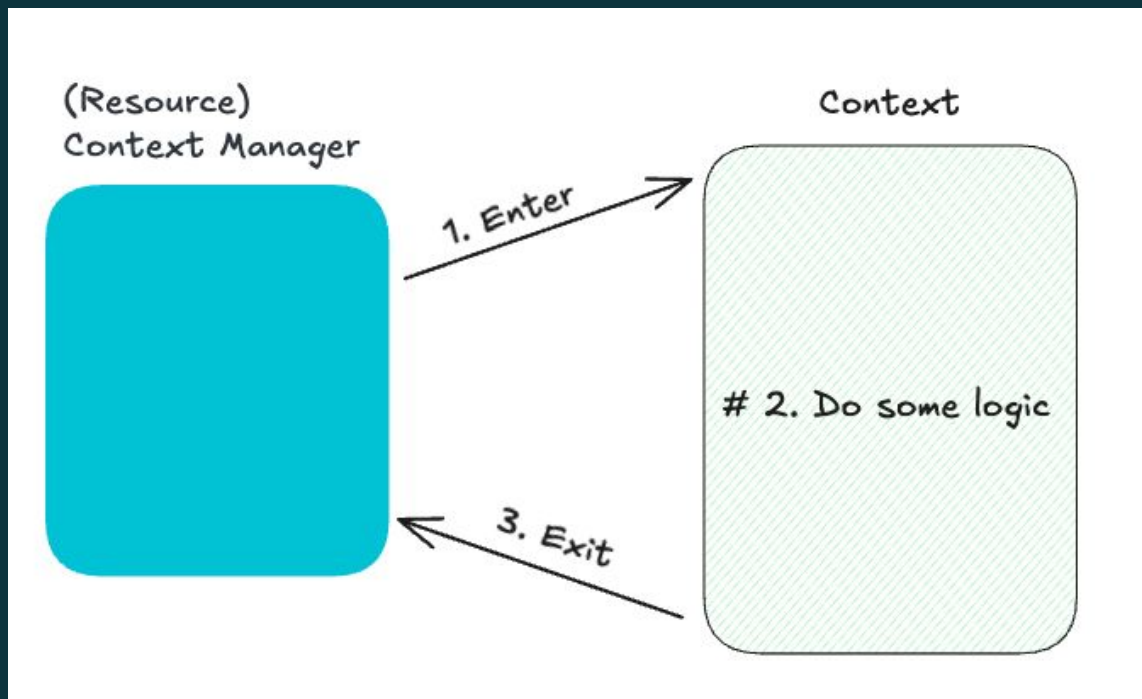 (Resource)
Context Manager
Context
1. Enter
# 2. Do some logic
3. Exit